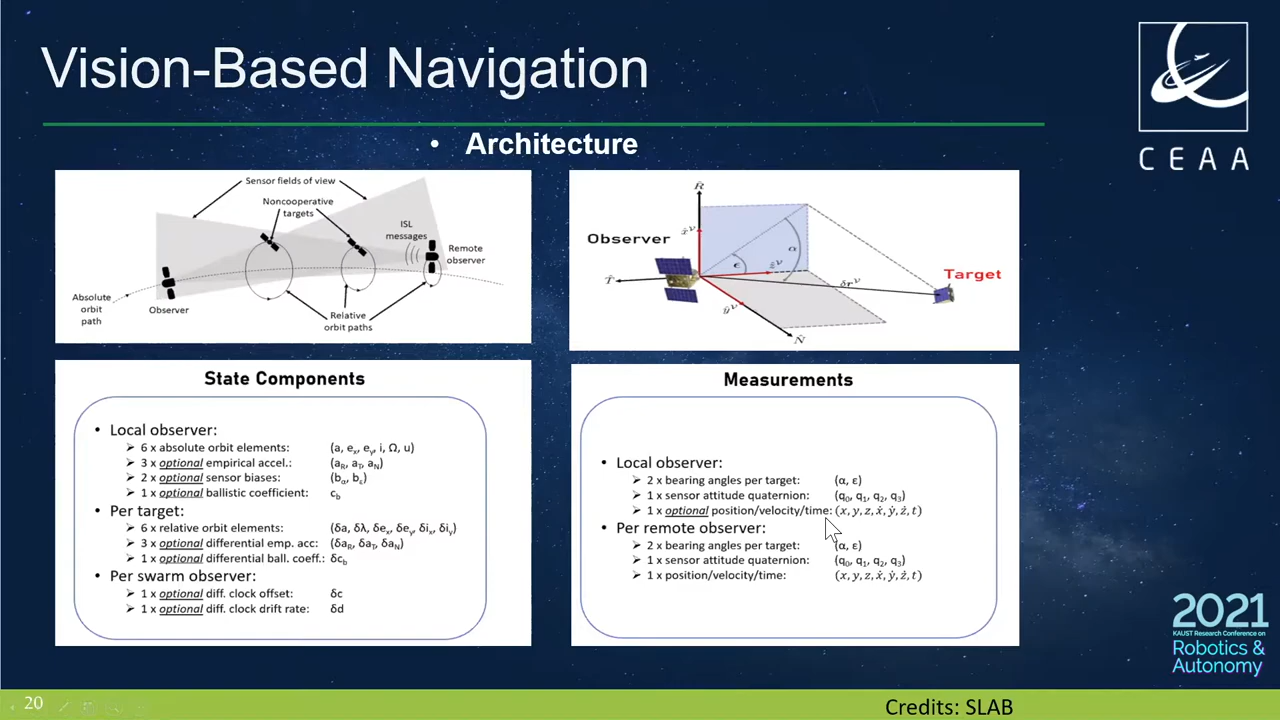 Vision-Based Navigation
CEAA
• Architecture
Sensor fields of view
Noncooperative
targets
ISL
messages
Remote
observer
Absolute
orbit
path
Observer
Relative
orbit paths
R̂
Observer
x̂ᵛ
α
ϵ
ẑᵛ
T̂
Target
δrᵛ
ŷᵛ
N̂
State Components
• Local observer:
➢ 6 x absolute orbit elements: (a, eₓ, eᵧ, i, Ω, u)
➢ 3 x optional empirical accel.: (a_R, a_T, a_N)
➢ 2 x optional sensor biases: (b_α, b_ε)
➢ 1 x optional ballistic coefficient: c_b
• Per target:
➢ 6 x relative orbit elements: (δa, δλ, δeₓ, δeᵧ, δiₓ, δiᵧ)
➢ 3 x optional differential emp. acc: (δa_R, δa_T, δa_N)
➢ 1 x optional differential ball. coeff.: δc_b
• Per swarm observer:
➢ 1 x optional diff. clock offset: δc
➢ 1 x optional diff. clock drift rate: δd
Measurements
• Local observer:
➢ 2 x bearing angles per target: (α, ε)
➢ 1 x sensor attitude quaternion: (q₀, q₁, q₂, q₃)
➢ 1 x optional position/velocity/time: (x, y, z, ẋ, ẏ, ż, t)
• Per remote observer:
➢ 2 x bearing angles per target: (α, ε)
➢ 1 x sensor attitude quaternion: (q₀, q₁, q₂, q₃)
➢ 1 x position/velocity/time: (x, y, z, ẋ, ẏ, ż, t)
2021
KAUST Research Conference on
Robotics &
Autonomy
20
Credits: SLAB